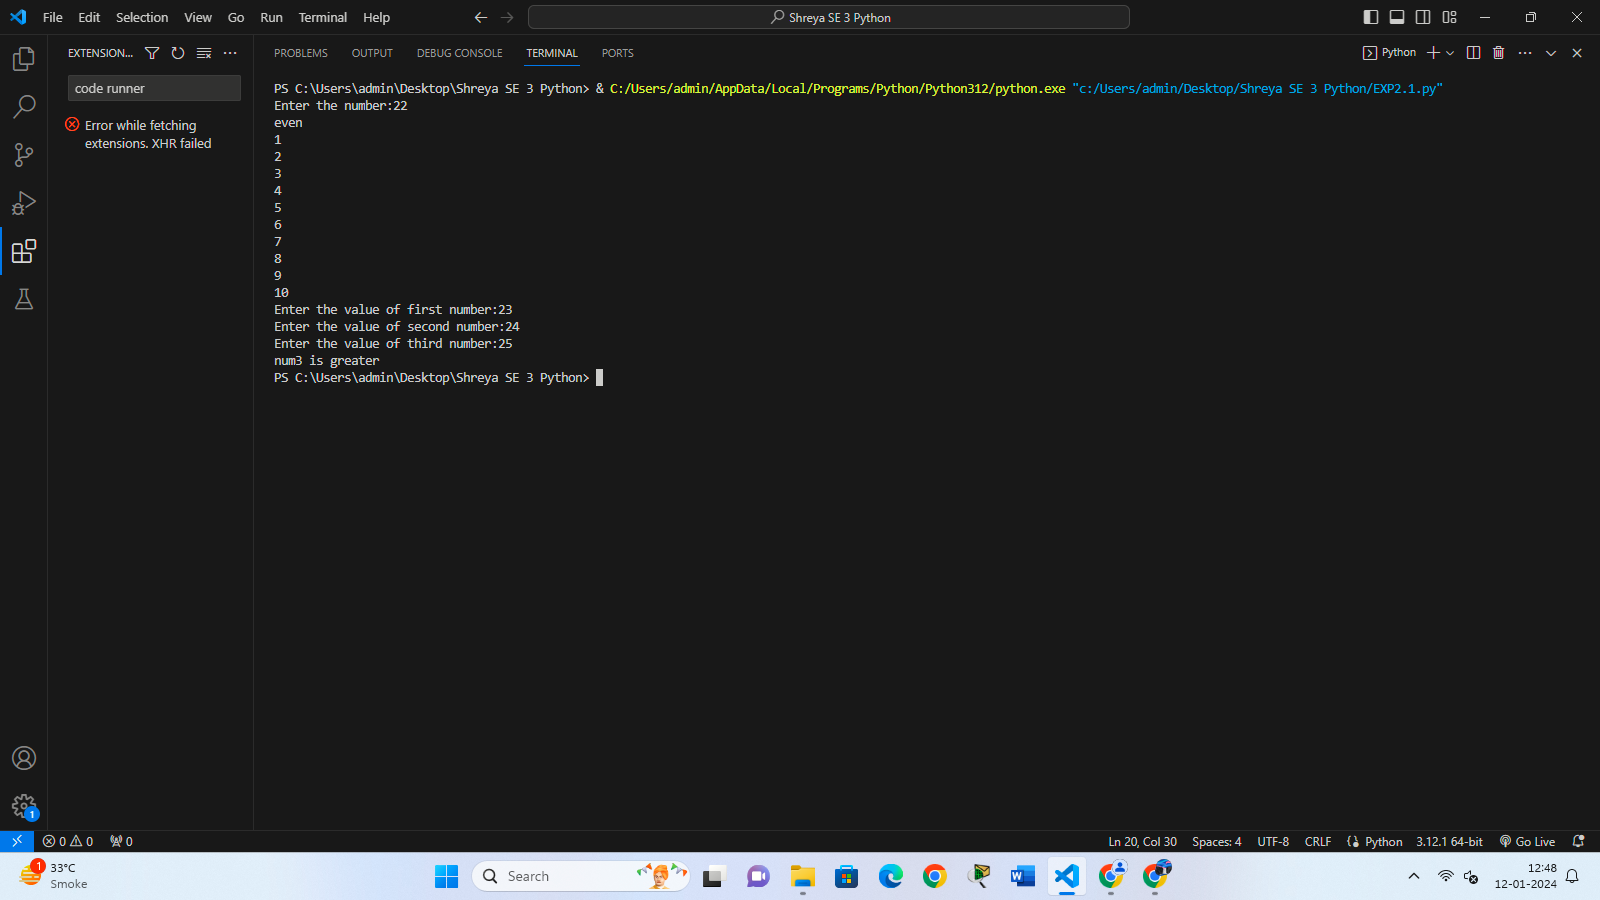 File Edit Selection View Go Run Terminal Help
Shreya SE 3 Python
EXTENSION...
code runner
Error while fetching
extensions. XHR failed
PROBLEMS OUTPUT DEBUG CONSOLE TERMINAL PORTS
Python
PS C:\Users\admin\Desktop\Shreya SE 3 Python> & C:/Users/admin/AppData/Local/Programs/Python/Python312/python.exe "c:/Users/admin/Desktop/Shreya SE 3 Python/EXP2.1.py"
Enter the number:22
even
1
2
3
4
5
6
7
8
9
10
Enter the value of first number:23
Enter the value of second number:24
Enter the value of third number:25
num3 is greater
PS C:\Users\admin\Desktop\Shreya SE 3 Python>
1
0 0 0
Ln 20, Col 30 Spaces: 4 UTF-8 CRLF Python 3.12.1 64-bit Go Live
1
33°C
Smoke
Search
12:48
12-01-2024